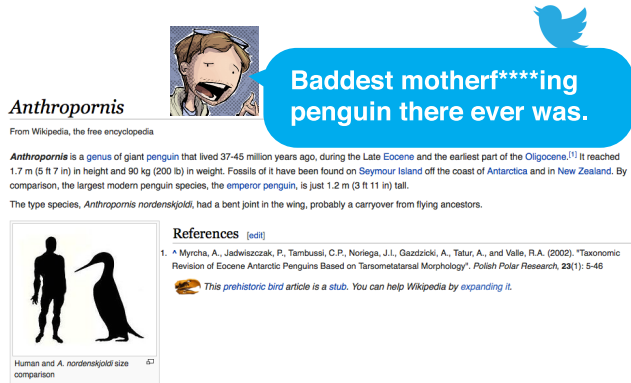 Baddest motherf****ing
penguin there ever was.
Anthropornis
From Wikipedia, the free encyclopedia
Anthropornis is a genus of giant penguin that lived 37-45 million years ago, during the Late Eocene and the earliest part of the Oligocene.[1] It reached
1.7 m (5 ft 7 in) in height and 90 kg (200 lb) in weight. Fossils of it have been found on Seymour Island off the coast of Antarctica and in New Zealand. By
comparison, the largest modern penguin species, the emperor penguin, is just 1.2 m (3 ft 11 in) tall.
The type species, Anthropornis nordenskjoldi, had a bent joint in the wing, probably a carryover from flying ancestors.
References [edit]
1. ^ Myrcha, A., Jadwiszczak, P., Tambussi, C.P., Noriega, J.I., Gazdzicki, A., Tatur, A., and Valle, R.A. (2002). "Taxonomic
Revision of Eocene Antarctic Penguins Based on Tarsometatarsal Morphology". Polish Polar Research, 23(1): 5-46
This prehistoric bird article is a stub. You can help Wikipedia by expanding it.
Human and A. nordenskjoldi size
comparison